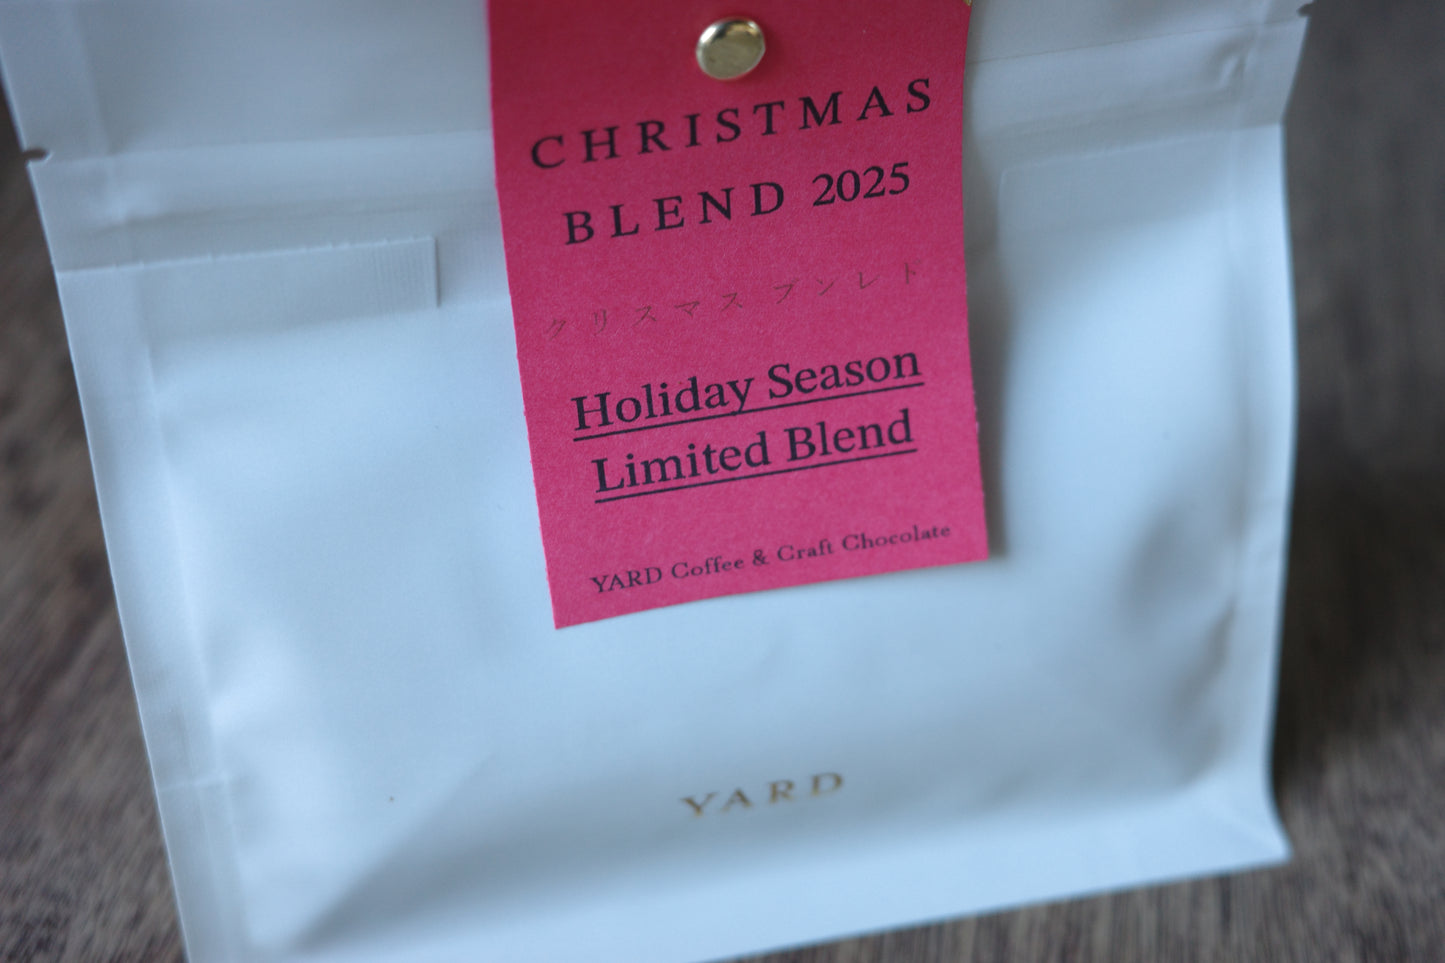 CHRISTMAS
BLEND 2025
クリスマス ブンレド
Holiday Season
Limited Blend
YARD Coffee & Craft Chocolate
YARD